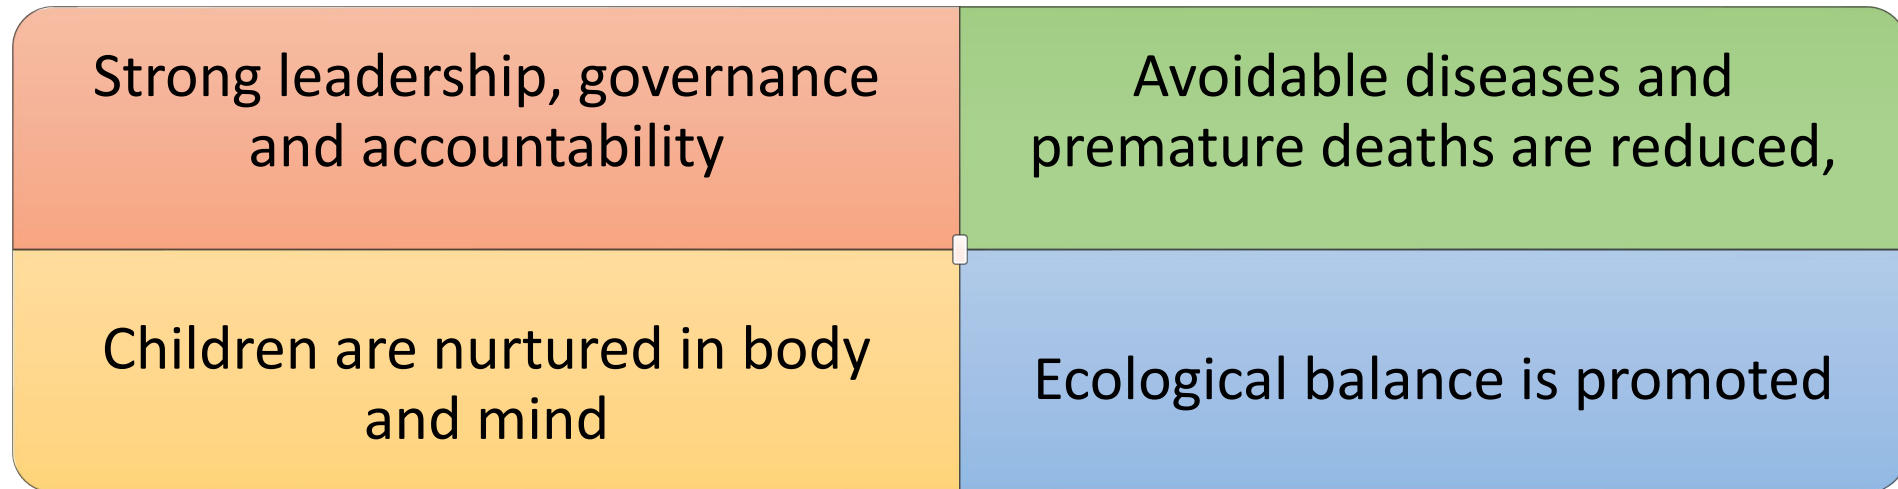 Strong leadership, governance
and accountability
Avoidable diseases and
premature deaths are reduced,
Children are nurtured in body
and mind
Ecological balance is promoted